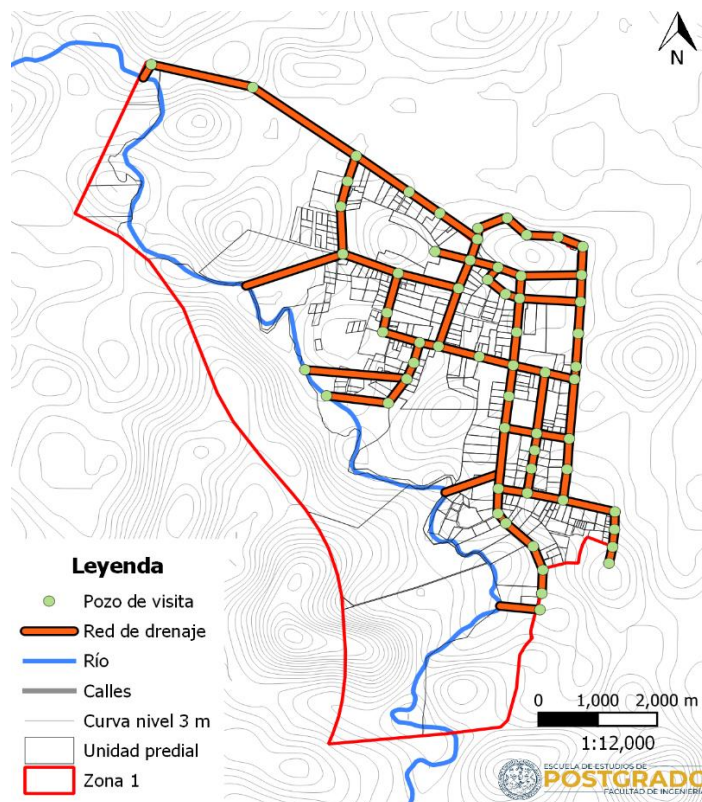 N
Leyenda
Pozo de visita
Red de drenaje
Río
Calles
Curva nivel 3 m
Unidad predial
Zona 1
0 1,000 2,000 m
1:12,000
ESCUELA DE ESTUDIOS DE
POSTGRADO
FACULTAD DE INGENIERÍA